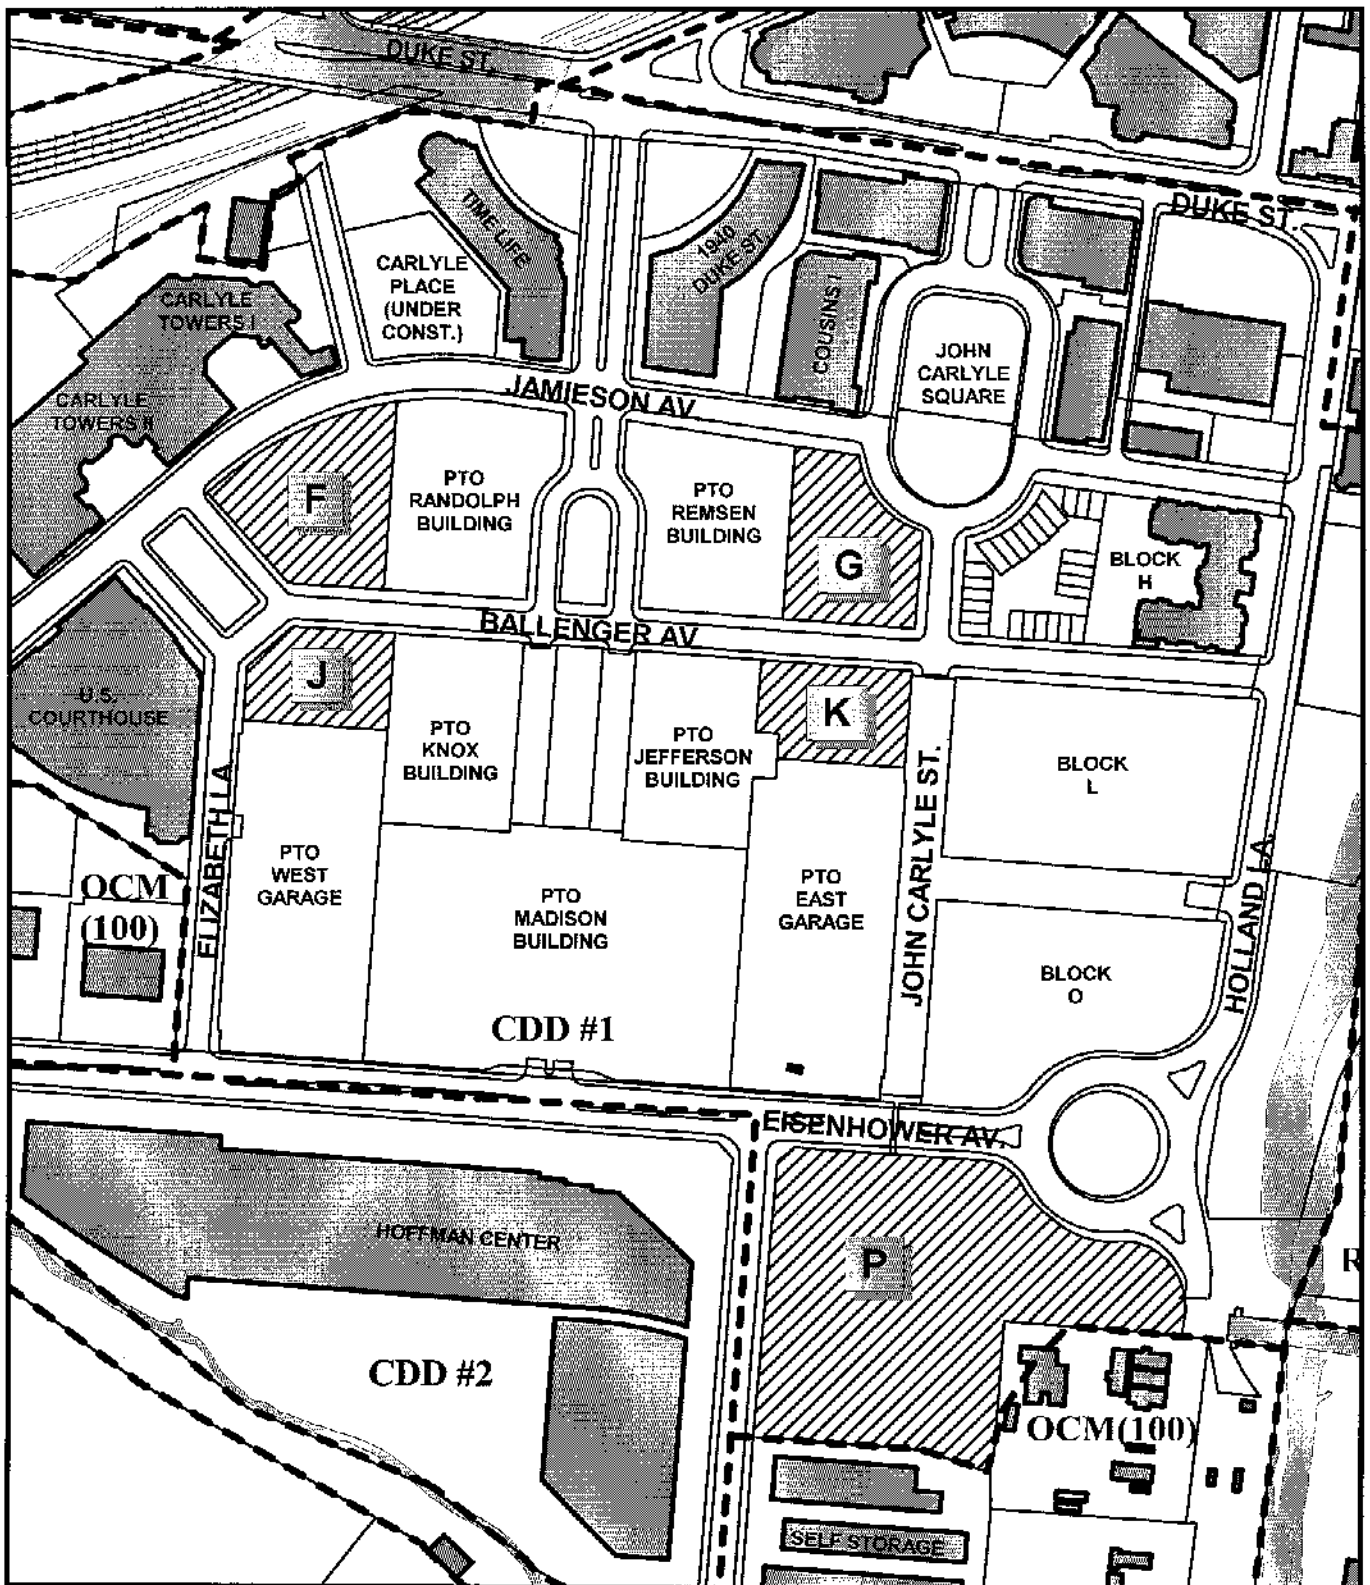 DUKE ST.
DUKE ST.
TIME-LIFE
1940
DUKE ST.
CARLYLE
PLACE
(UNDER
CONST.)
CARLYLE
TOWERS I
COUSINS I
JOHN
CARLYLE
SQUARE
JAMIESON AV
CARLYLE
TOWERS II
F
PTO
RANDOLPH
BUILDING
PTO
REMSEN
BUILDING
G
BLOCK
H
BALLENGER AV
J
K
U.S.
COURTHOUSE
PTO
KNOX
BUILDING
PTO
JEFFERSON
BUILDING
BLOCK
L
ELIZABETH LA.
JOHN CARLYLE ST.
HOLLAND LA.
OCM
(100)
PTO
WEST
GARAGE
PTO
MADISON
BUILDING
PTO
EAST
GARAGE
BLOCK
O
CDD #1
EISENHOWER AV.
HOFFMAN CENTER
P
R
CDD #2
OCM(100)
SELF STORAGE